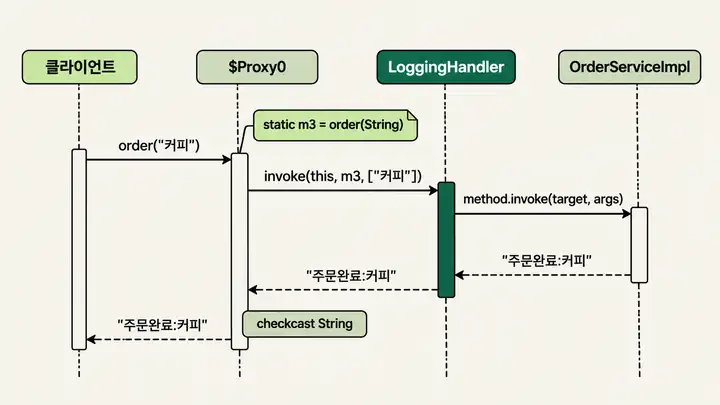 클라이언트
$Proxy0
LoggingHandler
OrderServiceImpl
static m3 = order(String)
order("커피")
invoke(this, m3, ["커피"])
method.invoke(target, args)
"주문완료:커피"
"주문완료:커피"
"주문완료:커피"
checkcast String